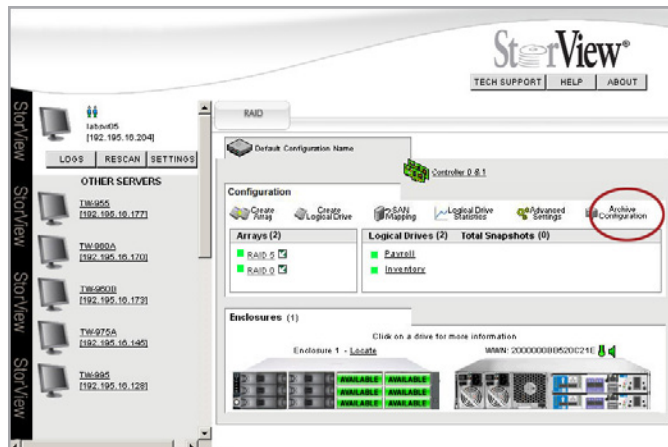 StorView®
TECH SUPPORT HELP ABOUT
StorView
StorView
StorView
StorView
labsvr05
[192.195.16.204]
LOGS RESCAN SETTINGS
OTHER SERVERS
TW-955
[192.195.16.177]
TW-960A
[192.195.16.170]
TW-960B
[192.195.16.173]
TW-975A
[192.195.16.145]
TW-995
[192.195.16.128]
RAID
Default Configuration Name
Controller 0 & 1
Configuration
Create Array
Create Logical Drive
SAN Mapping
Logical Drive Statistics
Advanced Settings
Archive Configuration
Arrays (2)
RAID 5
RAID 0
Logical Drives (2) Total Snapshots (0)
Payroll
Inventory
Enclosures (1)
Click on a drive for more information
Enclosure 1 - Locate
WWN: 2000000BB520C21E
AVAILABLE AVAILABLE
AVAILABLE AVAILABLE
AVAILABLE AVAILABLE